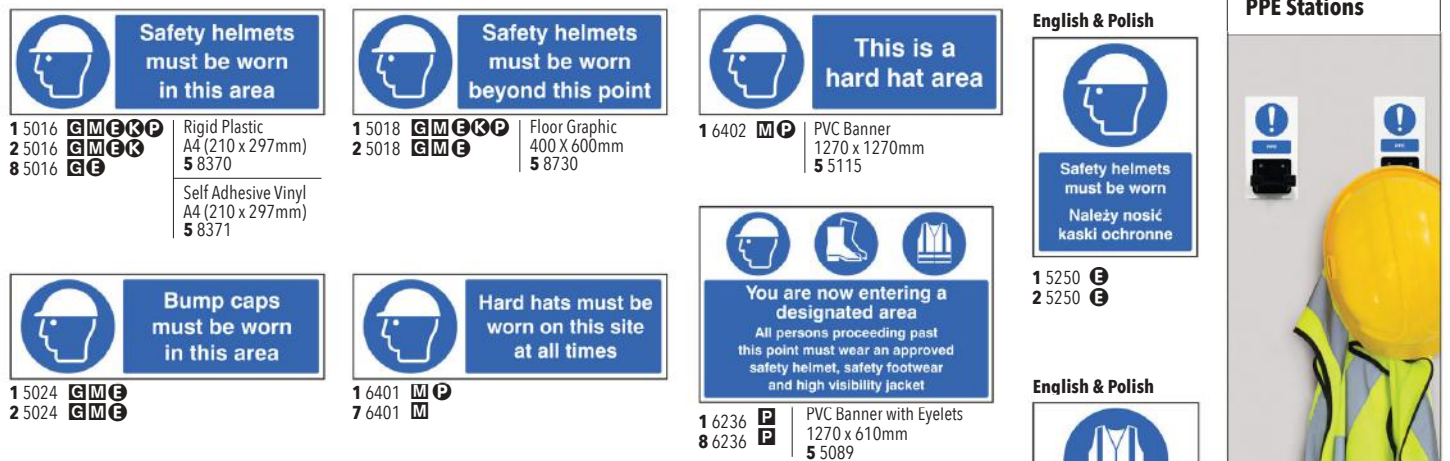 Safety helmets
must be worn
in this area
1 5016 G M E K P
2 5016 G M E K
8 5016 G E
Rigid Plastic
A4 (210 x 297mm)
5 8370
Self Adhesive Vinyl
A4 (210 x 297mm)
5 8371
Safety helmets
must be worn
beyond this point
1 5018 G M E K P
2 5018 G M E
Floor Graphic
400 X 600mm
5 8730
This is a
hard hat area
1 6402 M P
PVC Banner
1270 x 1270mm
5 5115
Bump caps
must be worn
in this area
1 5024 G M E
2 5024 G M E
Hard hats must be
worn on this site
at all times
1 6401 M P
7 6401 M
You are now entering a
designated area
All persons proceeding past
this point must wear an approved
safety helmet, safety footwear
and high visibility jacket
1 6236 P
8 6236 P
PVC Banner with Eyelets
1270 x 610mm
5 5089
English & Polish
Safety helmets
must be worn
Należy nosić
kaski ochronne
1 5250 E
2 5250 E
English & Polish
PPE Stations
PPE
PPE